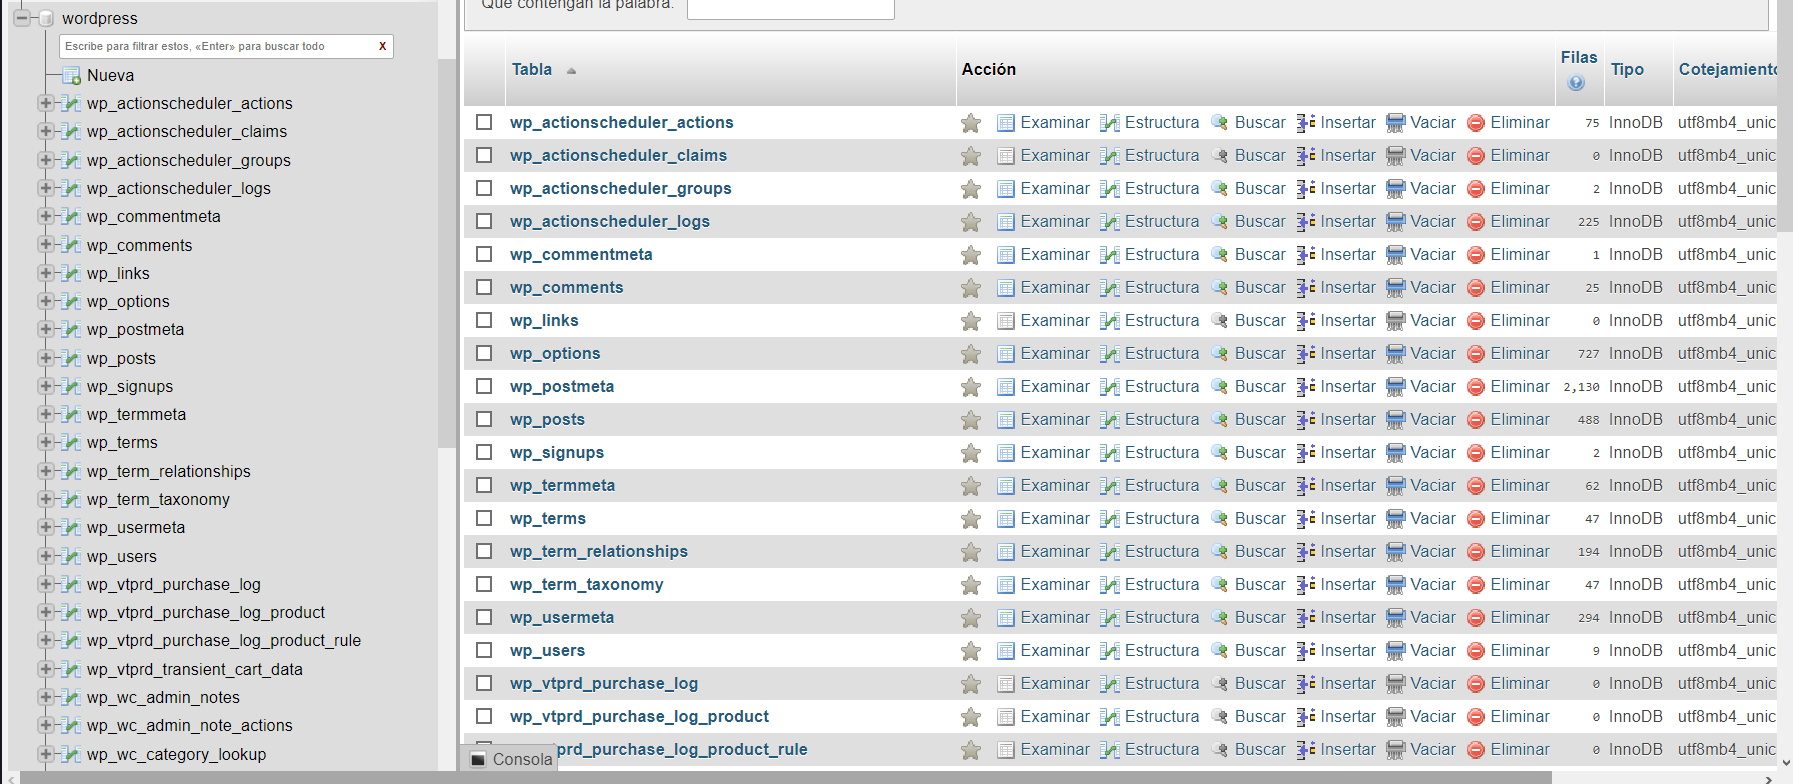 wordpress
Escribe para filtrar estos, «Enter» para buscar todo X
Nueva
wp_actionscheduler_actions
wp_actionscheduler_claims
wp_actionscheduler_groups
wp_actionscheduler_logs
wp_commentmeta
wp_comments
wp_links
wp_options
wp_postmeta
wp_posts
wp_signups
wp_termmeta
wp_terms
wp_term_relationships
wp_term_taxonomy
wp_usermeta
wp_users
wp_vtprd_purchase_log
wp_vtprd_purchase_log_product
wp_vtprd_purchase_log_product_rule
wp_vtprd_transient_cart_data
wp_wc_admin_notes
wp_wc_admin_note_actions
wp_wc_category_lookup
Que contengan la palabra:
Tabla Acción Filas Tipo Cotejamiento
wp_actionscheduler_actions Examinar Estructura Buscar Insertar Vaciar Eliminar 75 InnoDB utf8mb4_unic
wp_actionscheduler_claims Examinar Estructura Buscar Insertar Vaciar Eliminar 0 InnoDB utf8mb4_unic
wp_actionscheduler_groups Examinar Estructura Buscar Insertar Vaciar Eliminar 2 InnoDB utf8mb4_unic
wp_actionscheduler_logs Examinar Estructura Buscar Insertar Vaciar Eliminar 225 InnoDB utf8mb4_unic
wp_commentmeta Examinar Estructura Buscar Insertar Vaciar Eliminar 1 InnoDB utf8mb4_unic
wp_comments Examinar Estructura Buscar Insertar Vaciar Eliminar 25 InnoDB utf8mb4_unic
wp_links Examinar Estructura Buscar Insertar Vaciar Eliminar 0 InnoDB utf8mb4_unic
wp_options Examinar Estructura Buscar Insertar Vaciar Eliminar 727 InnoDB utf8mb4_unic
wp_postmeta Examinar Estructura Buscar Insertar Vaciar Eliminar 2,130 InnoDB utf8mb4_unic
wp_posts Examinar Estructura Buscar Insertar Vaciar Eliminar 488 InnoDB utf8mb4_unic
wp_signups Examinar Estructura Buscar Insertar Vaciar Eliminar 2 InnoDB utf8mb4_unic
wp_termmeta Examinar Estructura Buscar Insertar Vaciar Eliminar 62 InnoDB utf8mb4_unic
wp_terms Examinar Estructura Buscar Insertar Vaciar Eliminar 47 InnoDB utf8mb4_unic
wp_term_relationships Examinar Estructura Buscar Insertar Vaciar Eliminar 194 InnoDB utf8mb4_unic
wp_term_taxonomy Examinar Estructura Buscar Insertar Vaciar Eliminar 47 InnoDB utf8mb4_unic
wp_usermeta Examinar Estructura Buscar Insertar Vaciar Eliminar 294 InnoDB utf8mb4_unic
wp_users Examinar Estructura Buscar Insertar Vaciar Eliminar 9 InnoDB utf8mb4_unic
wp_vtprd_purchase_log Examinar Estructura Buscar Insertar Vaciar Eliminar 0 InnoDB utf8mb4_unic
wp_vtprd_purchase_log_product Examinar Estructura Buscar Insertar Vaciar Eliminar 0 InnoDB utf8mb4_unic
tprd_purchase_log_product_rule Examinar Estructura Buscar Insertar Vaciar Eliminar 0 InnoDB utf8mb4_unic
Consola